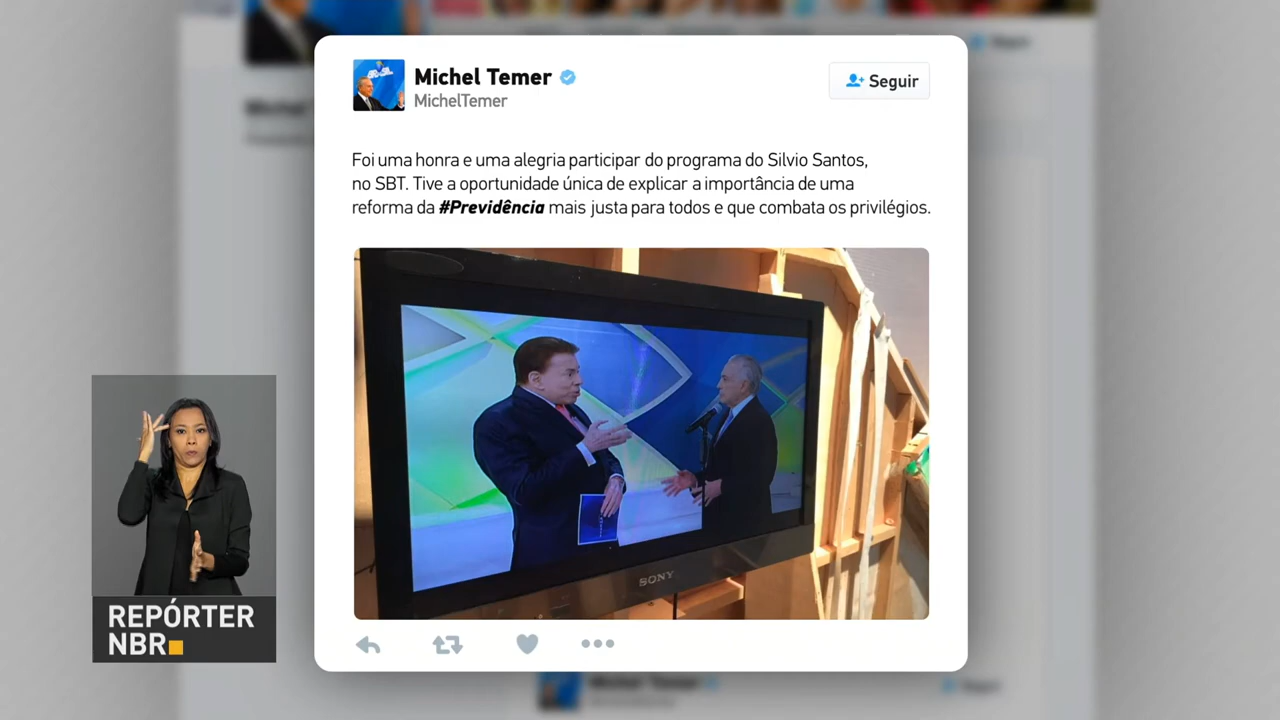 Michel Temer
MichelTemer
Seguir
Foi uma honra e uma alegria participar do programa do Silvio Santos,
no SBT. Tive a oportunidade única de explicar a importância de uma
reforma da #Previdência mais justa para todos e que combata os privilégios.
SONY
REPÓRTER
NBR